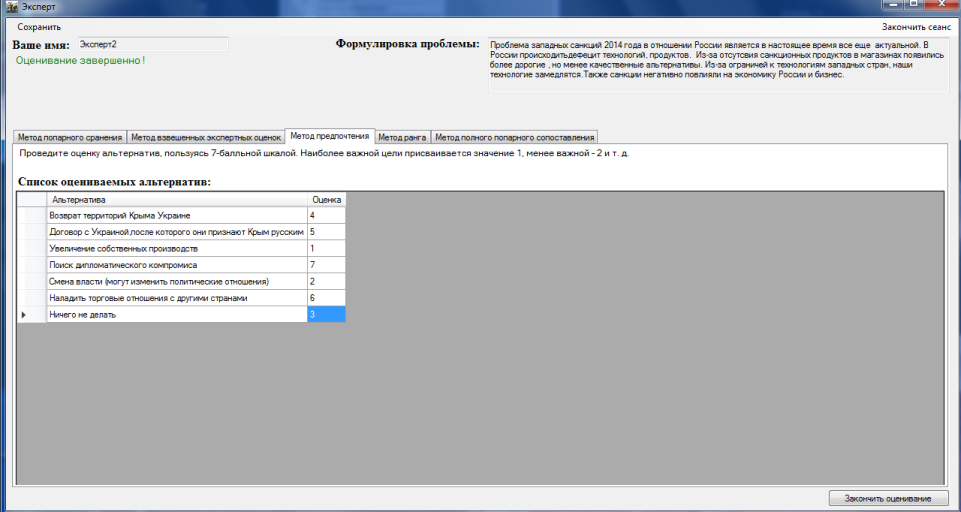 Эксперт
Сохранить
Закончить сеанс
Ваше имя: Эксперт2
Оценивание завершенно!
Формулировка проблемы:
Проблема западных санкций 2014 года в отношении России является в настоящее время все еще актуальной. В
России происходитьдефецит технологий, продуктов. Из-за отсутсвия санкционных продуктов в магазинах появились
более дорогие , но менее качественные альтернативы. Из-за ограничей к технологиям западных стран, наши
технологие замедлятся.Также санкции негативно повлияли на экономику России и бизнес.
Метод попарного сранения
Метод взвешенных экспертных оценок
Метод предпочтения
Метод ранга
Метод полного попарного сопоставления
Проведите оценку альтернатив, пользуясь 7-балльной шкалой. Наиболее важной цели присваивается значение 1, менее важной - 2 и т. д.
Список оцениваемых альтернатив:
Альтернатива Оценка
Возврат территорий Крыма Украине 4
Договор с Украиной,после которого они признают Крым русским 5
Увеличение собственных производств 1
Поиск дипломатического компромиса 7
Смена власти (могут изменить политические отношения) 2
Наладить торговые отношения с другими странами 6
Ничего не делать 3
Закончить оценивание